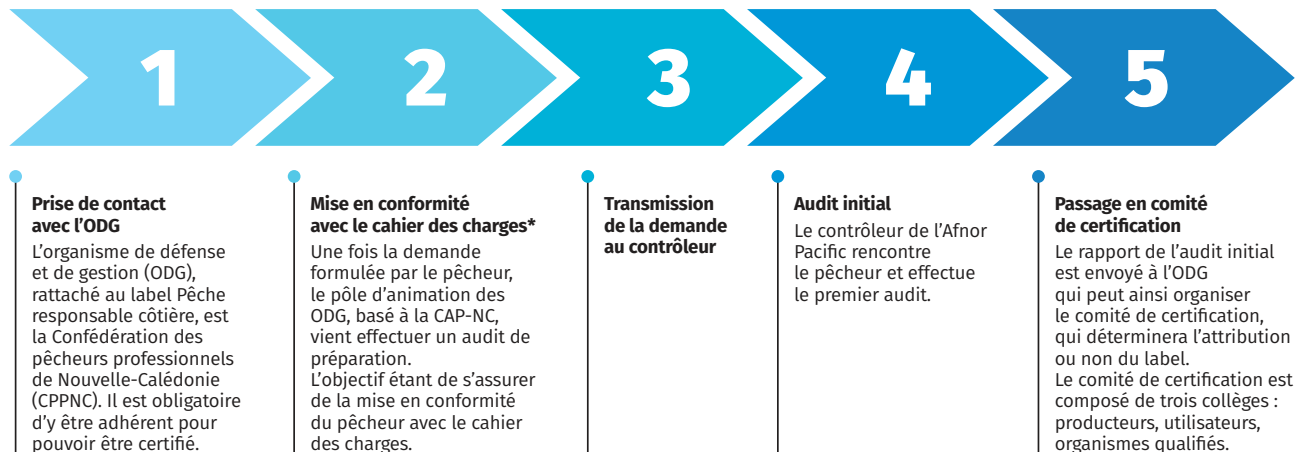 1
2
3
4
5
Prise de contact
avec l’ODG
L’organisme de défense
et de gestion (ODG),
rattaché au label Pêche
responsable côtière, est
la Confédération des
pêcheurs professionnels
de Nouvelle-Calédonie
(CPPNC). Il est obligatoire
d’y être adhérent pour
pouvoir être certifié.
Mise en conformité
avec le cahier des charges*
Une fois la demande
formulée par le pêcheur,
le pôle d’animation des
ODG, basé à la CAP-NC,
vient effectuer un audit de
préparation.
L’objectif étant de s’assurer
de la mise en conformité
du pêcheur avec le cahier
des charges.
Transmission
de la demande
au contrôleur
Audit initial
Le contrôleur de l’Afnor
Pacific rencontre
le pêcheur et effectue
le premier audit.
Passage en comité
de certification
Le rapport de l’audit initial
est envoyé à l’ODG
qui peut ainsi organiser
le comité de certification,
qui déterminera l’attribution
ou non du label.
Le comité de certification est
composé de trois collèges :
producteurs, utilisateurs,
organismes qualifiés.